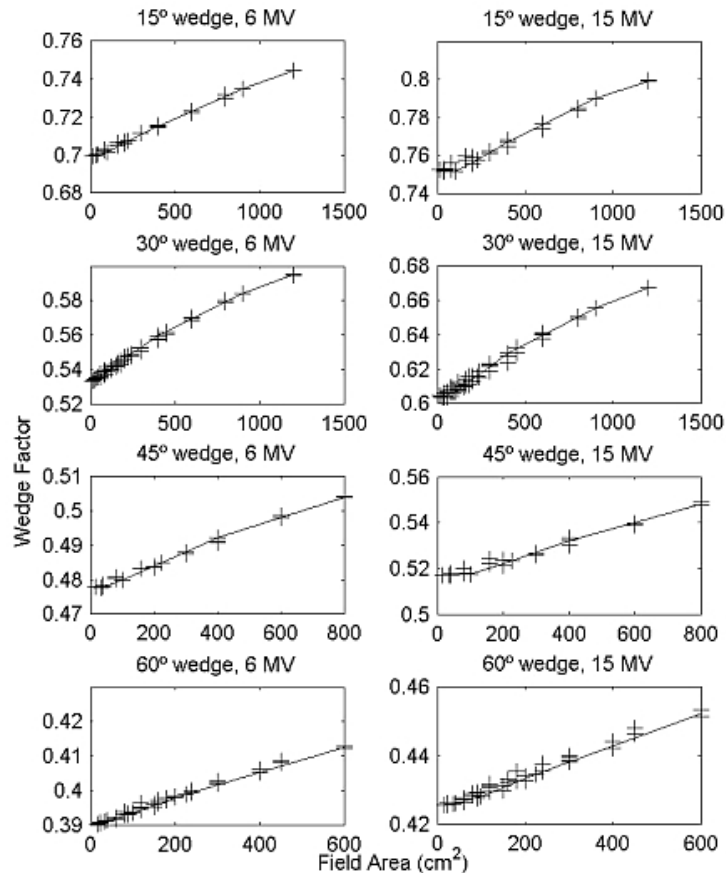 15º wedge, 6 MV
0.76
0.74
0.72
0.7
0.68
0 500 1000 1500
15º wedge, 15 MV
0.8
0.78
0.76
0.74
0 500 1000 1500
30º wedge, 6 MV
0.58
0.56
0.54
0.52
0 500 1000 1500
30º wedge, 15 MV
0.68
0.66
0.64
0.62
0.6
0 500 1000 1500
Wedge Factor
45º wedge, 6 MV
0.51
0.5
0.49
0.48
0.47
0 200 400 600 800
45º wedge, 15 MV
0.56
0.54
0.52
0.5
0 200 400 600 800
60º wedge, 6 MV
0.42
0.41
0.4
0.39
0 200 400 600
60º wedge, 15 MV
0.46
0.44
0.42
0 200 400 600
Field Area (cm²)